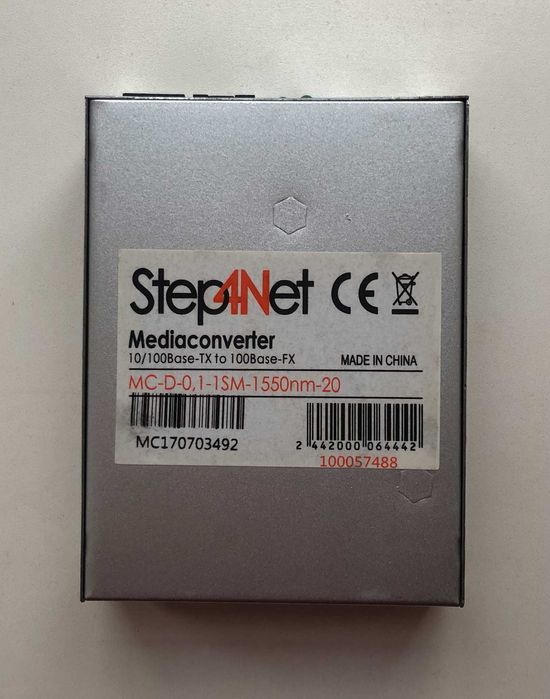 Step4Net CE
Mediaconverter
10/100Base-TX to 100Base-FX MADE IN CHINA
MC-D-0,1-1SM-1550nm-20
MC170703492
2 442000 064442
100057488